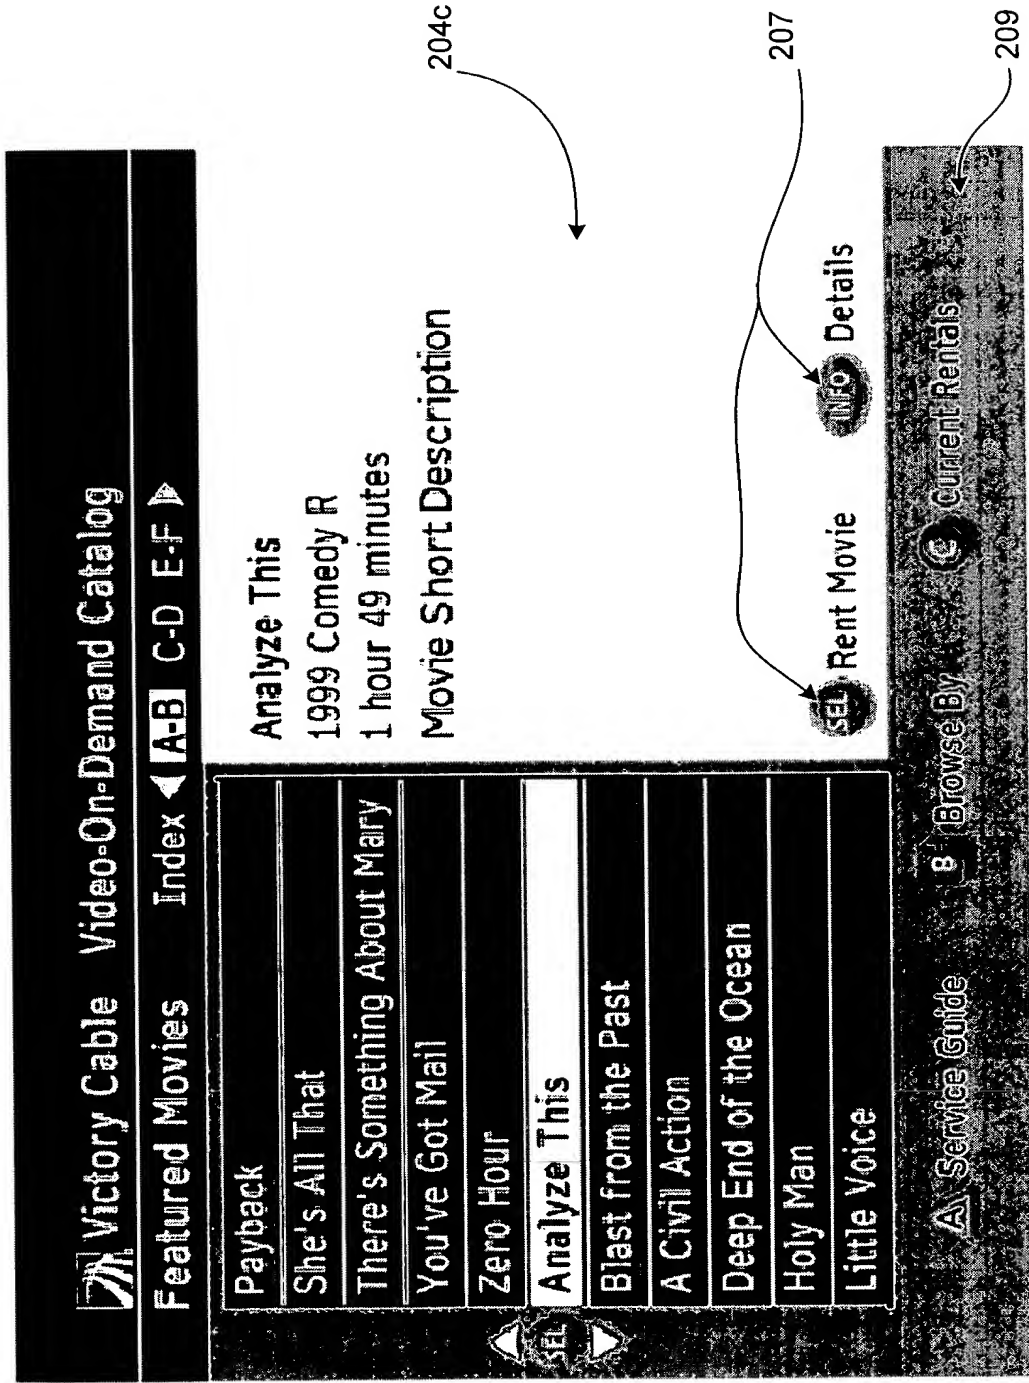 Victory Cable Video-On-Demand Catalog
Featured Movies Index A-B C-D E-F
Payback
She's All That
There's Something About Mary
You've Got Mail
Zero Hour
Analyze This
Blast from the Past
A Civil Action
Deep End of the Ocean
Holy Man
Little Voice
SEL
Analyze This
1999 Comedy R
1 hour 49 minutes
Movie Short Description
SEL Rent Movie INFO Details
A Service Guide B Browse By C Current Rentals
204c
207
209